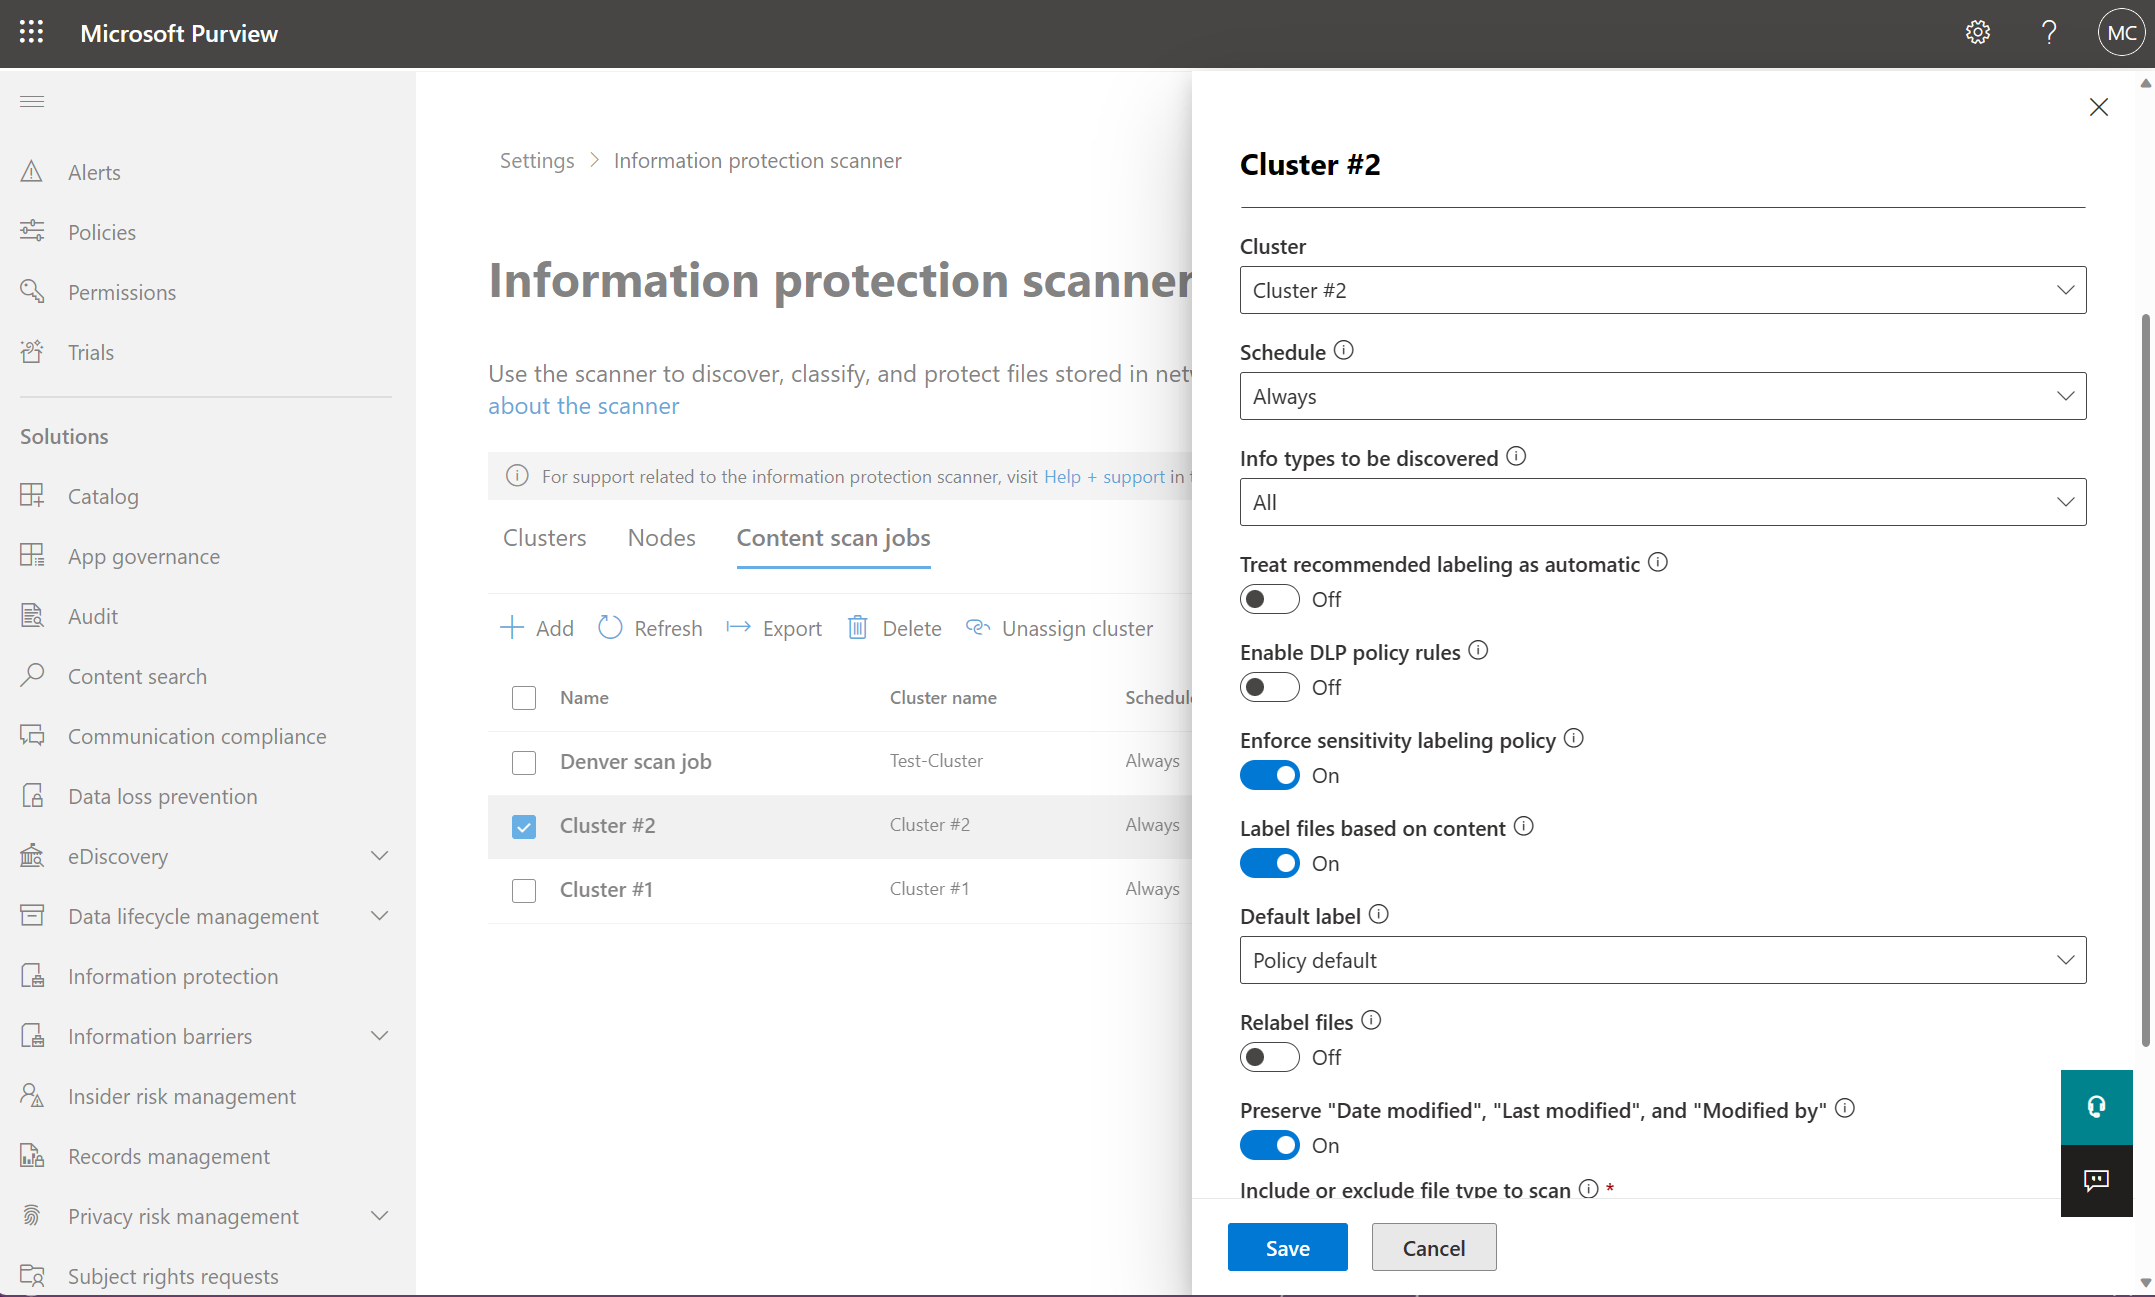 Microsoft Purview
MC
Alerts
Policies
Permissions
Trials
Solutions
Catalog
App governance
Audit
Content search
Communication compliance
Data loss prevention
eDiscovery
Data lifecycle management
Information protection
Information barriers
Insider risk management
Records management
Privacy risk management
Subject rights requests
Settings > Information protection scanner
Information protection scanner
Use the scanner to discover, classify, and protect files stored in
about the scanner
For support related to the information protection scanner, visit Help + support in
Clusters Nodes Content scan jobs
Add Refresh Export Delete Unassign cluster
Name Cluster name
Denver scan job Test-Cluster Always
Cluster #2 Cluster #2 Always
Cluster #1 Cluster #1 Always
Cluster #2
Cluster
Cluster #2
Schedule
Always
Info types to be discovered
All
Treat recommended labeling as automatic
Off
Enable DLP policy rules
Off
Enforce sensitivity labeling policy
On
Label files based on content
On
Default label
Policy default
Relabel files
Off
Preserve "Date modified", "Last modified", and "Modified by"
On
Include or exclude file type to scan *
Save Cancel